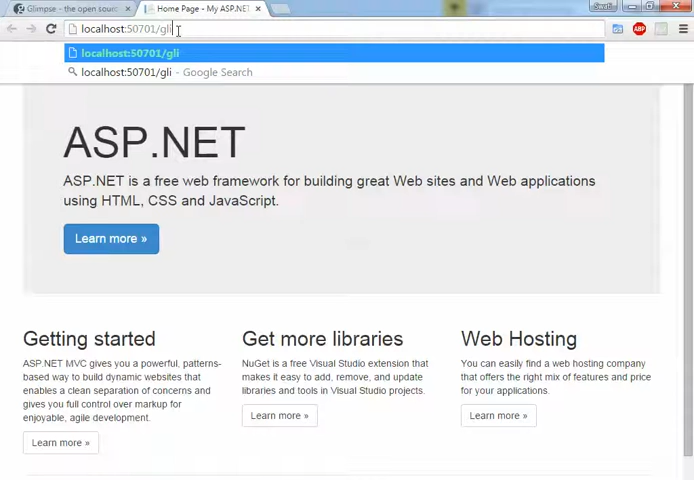 Glimpse - the open sourc
Home Page - My ASP.NET
Swati
localhost:50701/gli
ABP
localhost:50701/gli
localhost:50701/gli - Google Search
ASP.NET
ASP.NET is a free web framework for building great Web sites and Web applications
using HTML, CSS and JavaScript.
Learn more »
Getting started
ASP.NET MVC gives you a powerful, patterns-
based way to build dynamic websites that
enables a clean separation of concerns and
gives you full control over markup for
enjoyable, agile development.
Learn more »
Get more libraries
NuGet is a free Visual Studio extension that
makes it easy to add, remove, and update
libraries and tools in Visual Studio projects.
Learn more »
Web Hosting
You can easily find a web hosting company
that offers the right mix of features and price
for your applications.
Learn more »